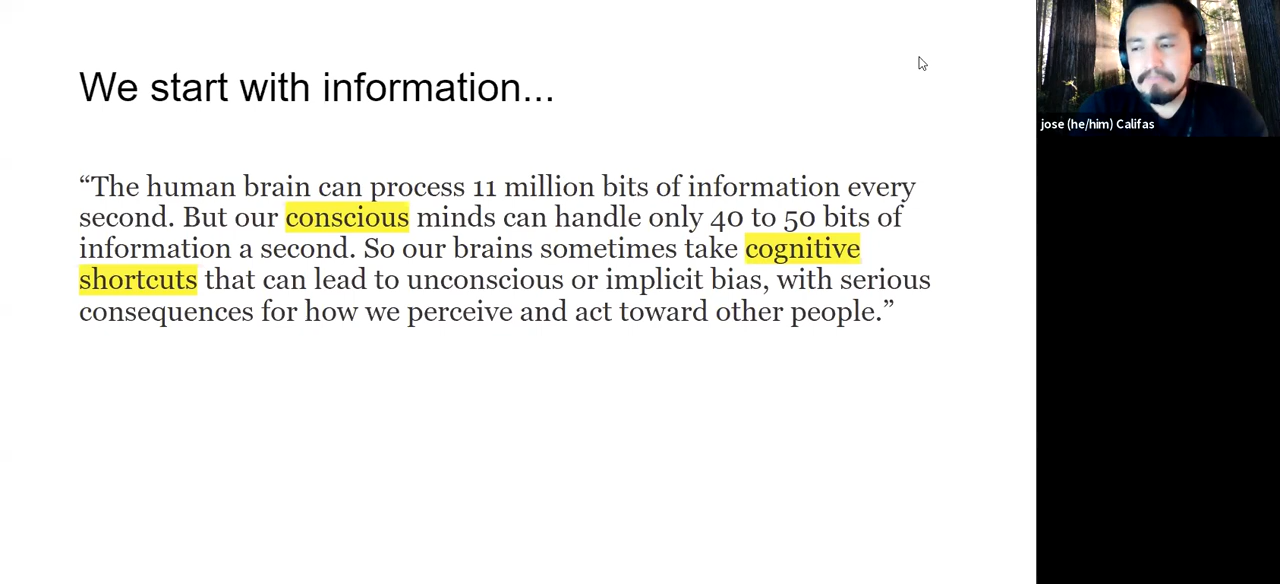 We start with information...
“The human brain can process 11 million bits of information every
second. But our conscious minds can handle only 40 to 50 bits of
information a second. So our brains sometimes take cognitive
shortcuts that can lead to unconscious or implicit bias, with serious
consequences for how we perceive and act toward other people.”
jose (he/him) Califas